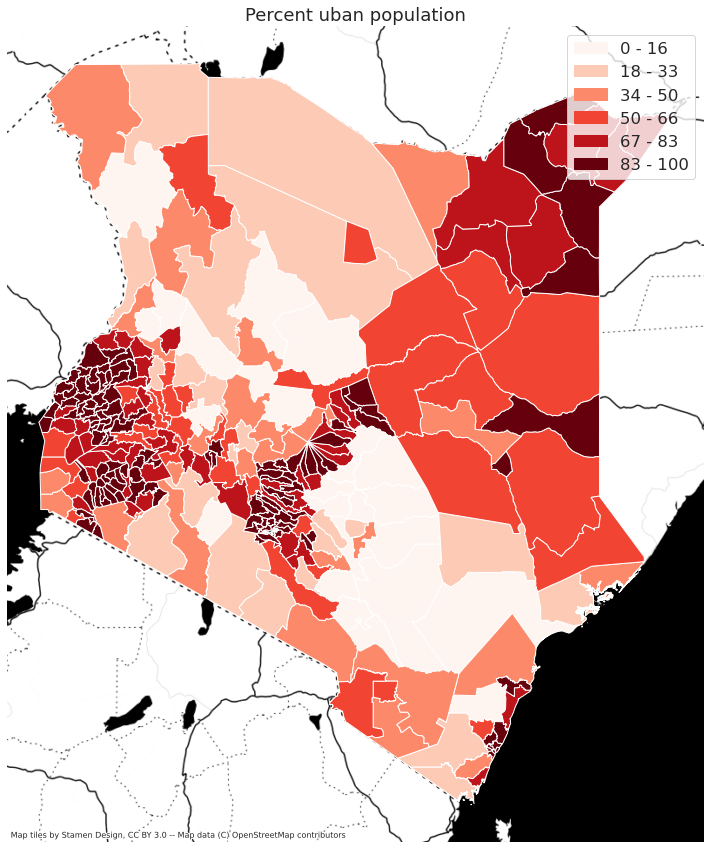 Percent uban population
0 - 16
18 - 33
34 - 50
50 - 66
67 - 83
83 - 100
Map tiles by Stamen Design, CC BY 3.0 -- Map data (C) OpenStreetMap contributors